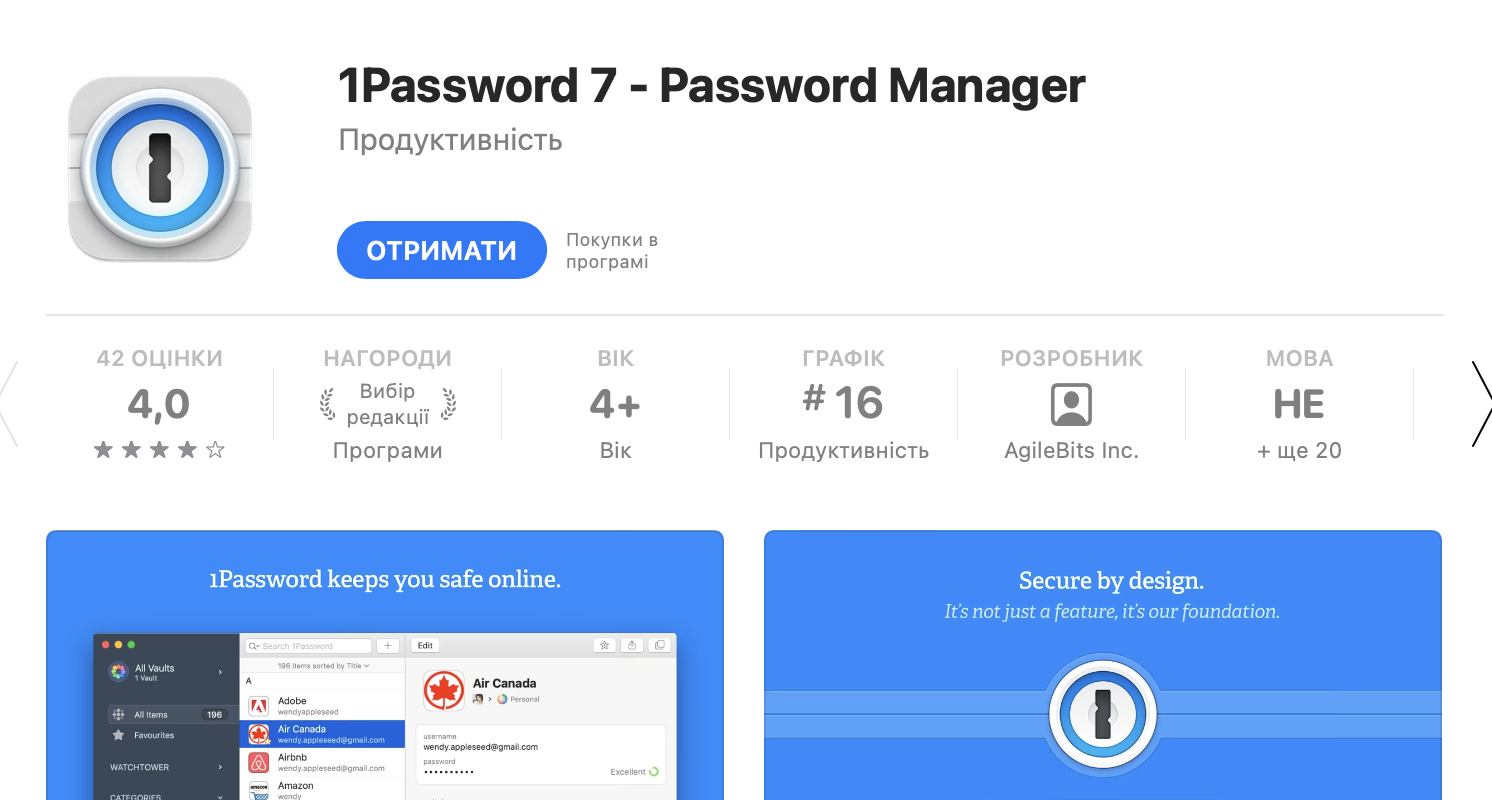 1Password 7 - Password Manager
Продуктивність
ОТРИМАТИ
Покупки в
програмі
42 ОЦІНКИ
4,0
НАГОРОДИ
Вибір
редакції
Програми
ВІК
4+
Вік
ГРАФІК
# 16
Продуктивність
РОЗРОБНИК
AgileBits Inc.
МОВА
НЕ
+ ще 20
1Password keeps you safe online.
All Vaults
1 Vault
All Items 196
Favourites
WATCHTOWER
CATEGORIES
Search 1Password
196 items sorted by Title
A
Adobe
wendyappleseed
Air Canada
wendy.appleseed@gmail.com
Airbnb
wendy.appleseed@gmail.com
amazon
Amazon
wendy
Edit
Air Canada
Personal
username
wendy.appleseed@gmail.com
password
••••••••••
Excellent
Secure by design.
It's not just a feature, it's our foundation.